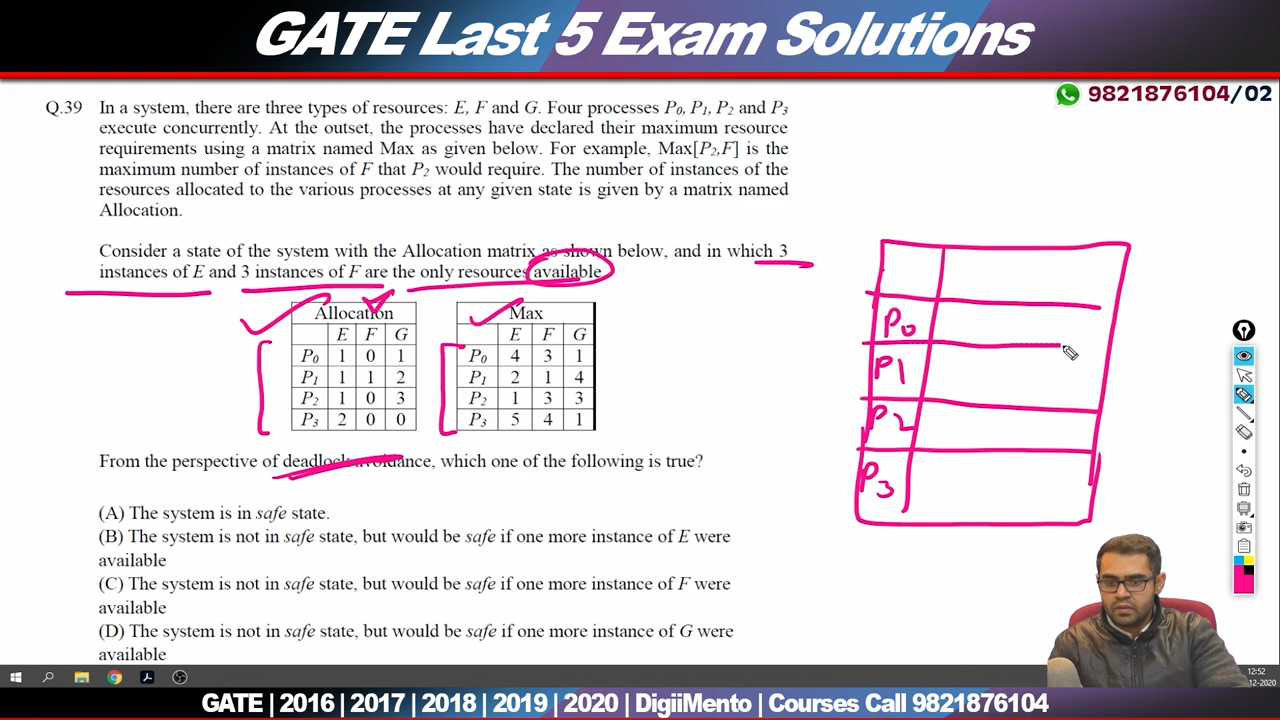 GATE Last 5 Exam Solutions
9821876104/02
Q.39 In a system, there are three types of resources: E, F and G. Four processes P0, P1, P2 and P3
execute concurrently. At the outset, the processes have declared their maximum resource
requirements using a matrix named Max as given below. For example, Max[P2,F] is the
maximum number of instances of F that P2 would require. The number of instances of the
resources allocated to the various processes at any given state is given by a matrix named
Allocation.
Consider a state of the system with the Allocation matrix as shown below, and in which 3
instances of E and 3 instances of F are the only resources available
Allocation
E F G
P0 1 0 1
P1 1 1 2
P2 1 0 3
P3 2 0 0
Max
E F G
P0 4 3 1
P1 2 1 4
P2 1 3 3
P3 5 4 1
P0
P1
P2
P3
From the perspective of deadlock avoidance, which one of the following is true?
(A) The system is in safe state.
(B) The system is not in safe state, but would be safe if one more instance of E were
available
(C) The system is not in safe state, but would be safe if one more instance of F were
available
(D) The system is not in safe state, but would be safe if one more instance of G were
available
12:52
12-2020
GATE | 2016 | 2017 | 2018 | 2019 | 2020 | DigiiMento | Courses Call 9821876104